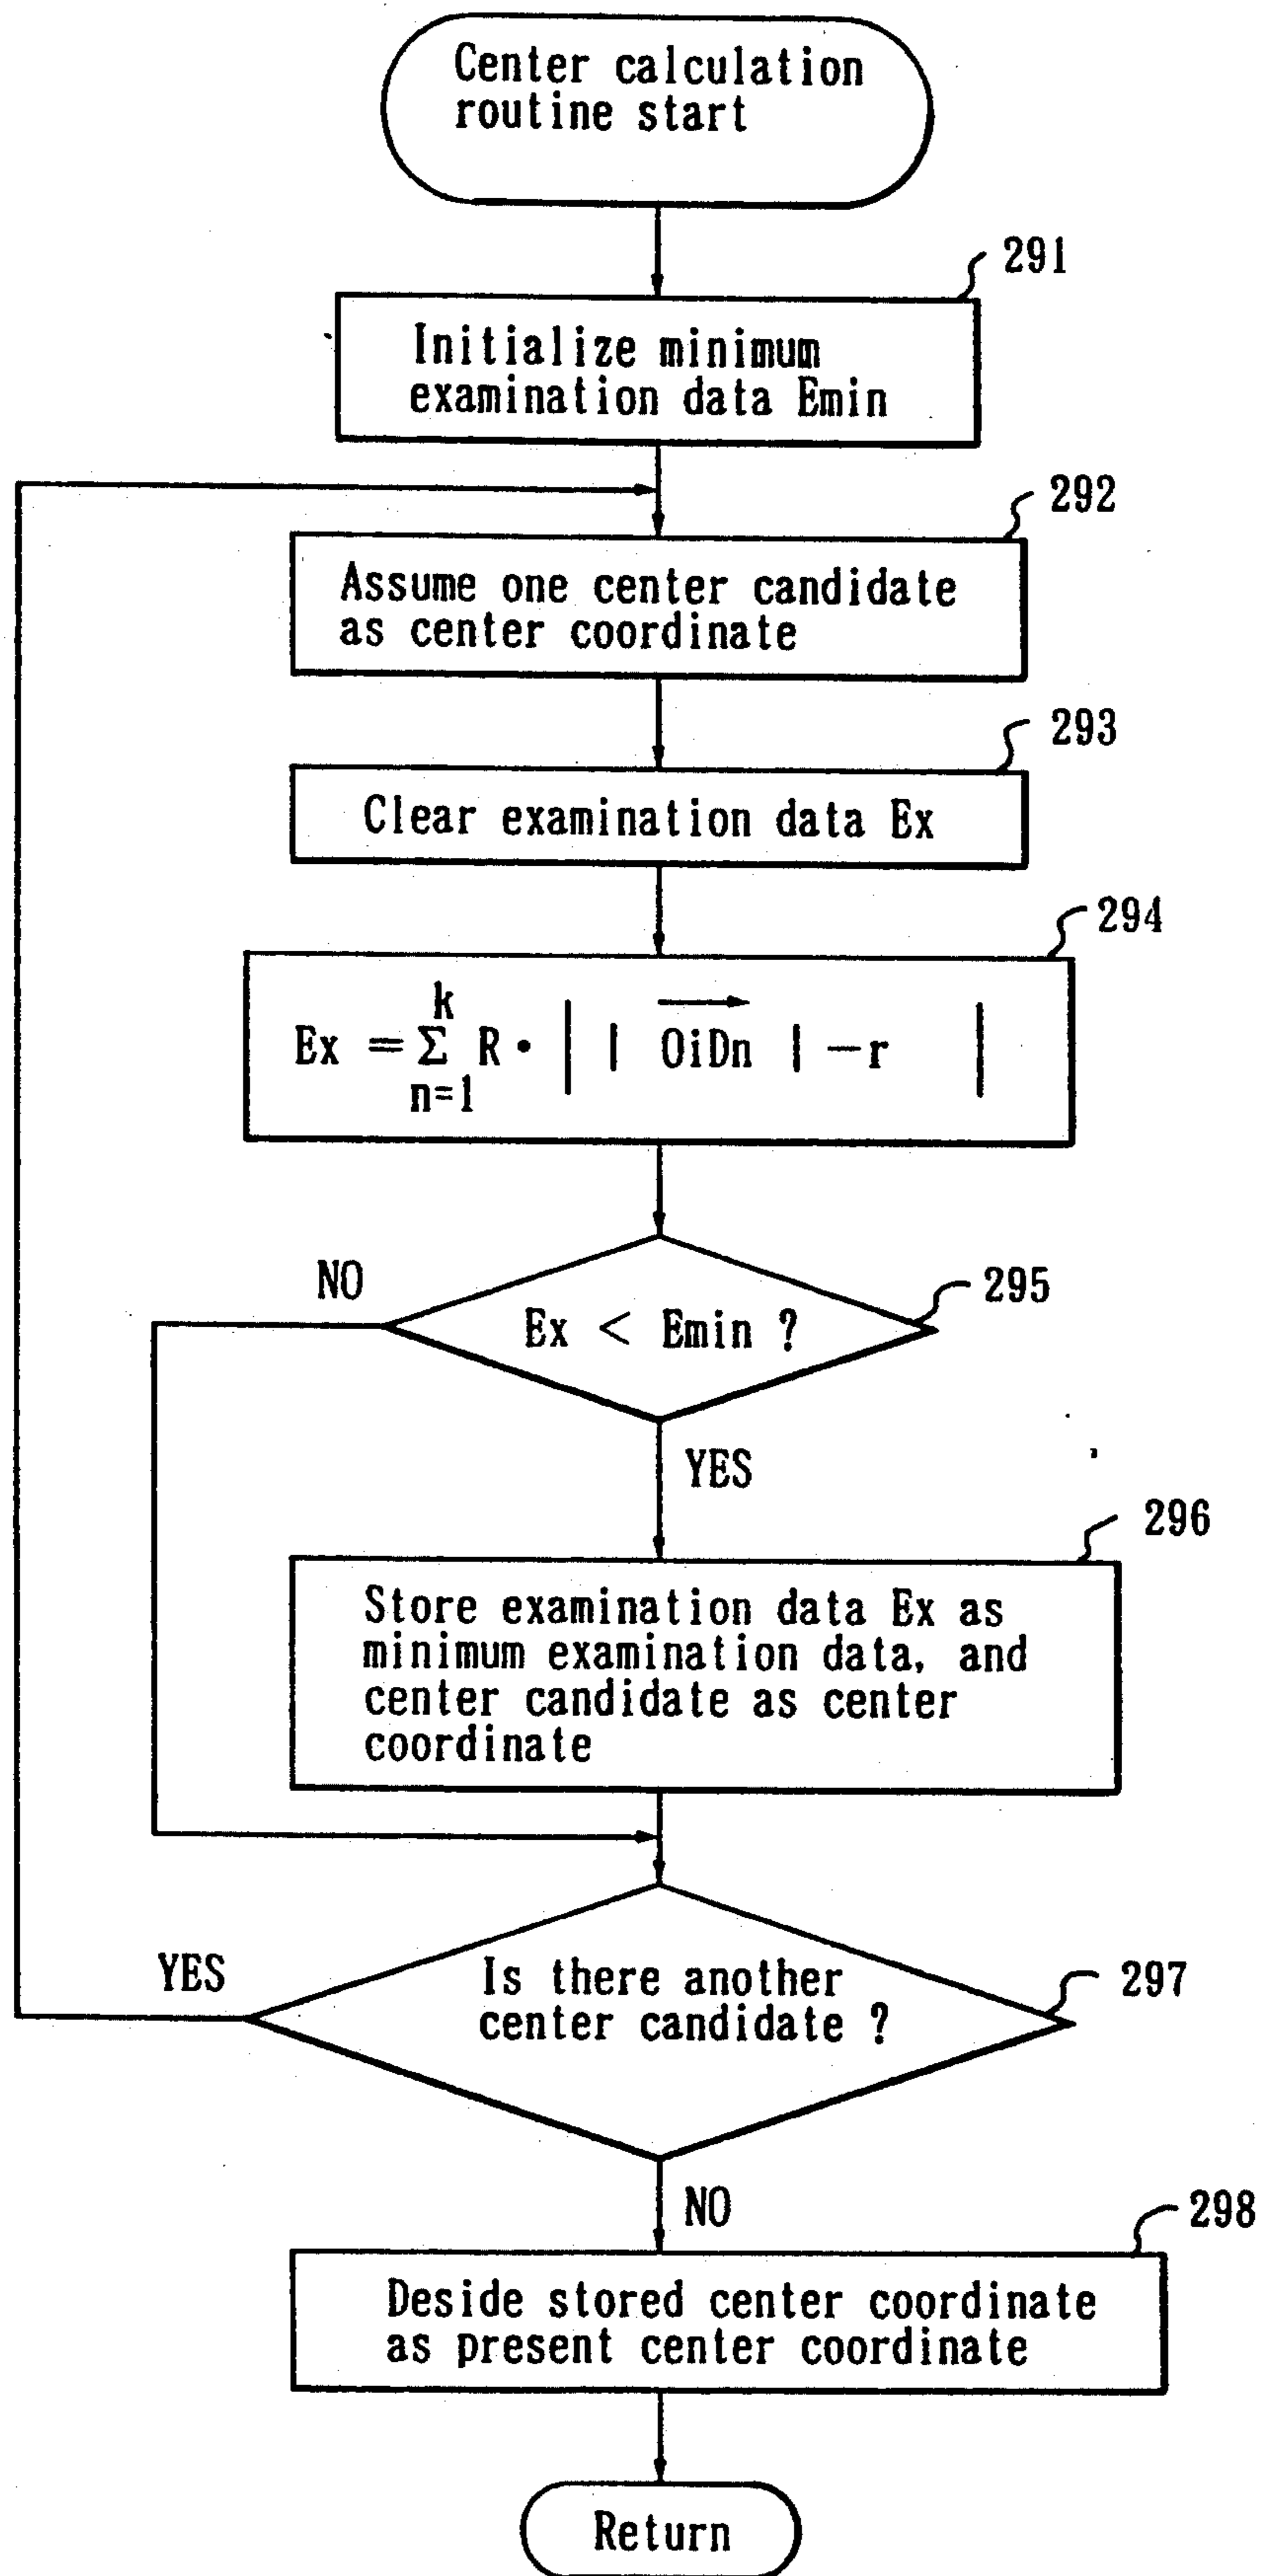 Center calculation
routine start
291
Initialize minimum
examination data Emin
292
Assume one center candidate
as center coordinate
293
Clear examination data Ex
294
k
Ex = Σ R • | | OiDn | − r |
n=1
NO
Ex < Emin ?
295
YES
296
Store examination data Ex as
minimum examination data, and
center candidate as center
coordinate
YES
Is there another
center candidate ?
297
NO
298
Deside stored center coordinate
as present center coordinate
Return